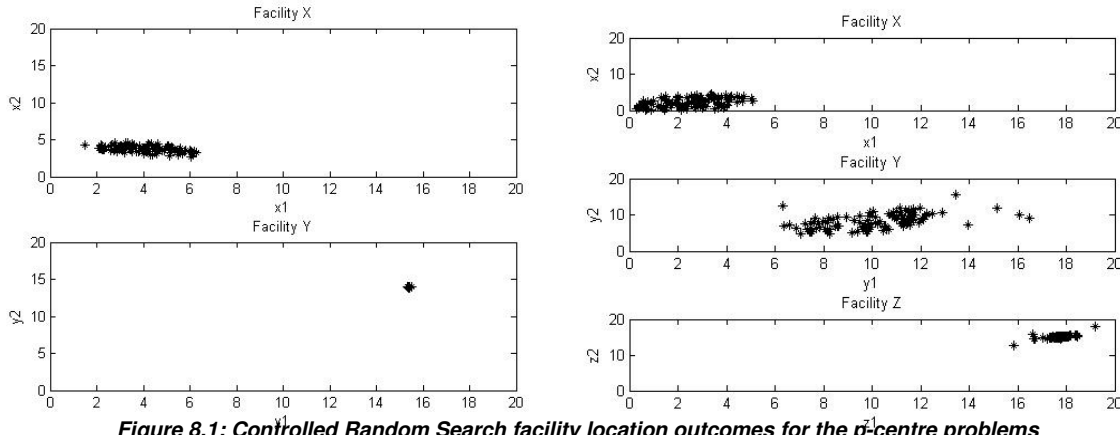 Facility X
20
15
x2
10
5
0
0 2 4 6 8 10 12 14 16 18 20
x1
Facility Y
20
15
y2
10
5
0
0 2 4 6 8 10 12 14 16 18 20
y1
Facility X
20
x2
10
0
0 2 4 6 8 10 12 14 16 18 20
x1
Facility Y
20
y2
10
0
0 2 4 6 8 10 12 14 16 18 20
y1
Facility Z
20
z2
10
0
0 2 4 6 8 10 12 14 16 18 20
z1
Figure 8.1: Controlled Random Search facility location outcomes for the p-centre problems